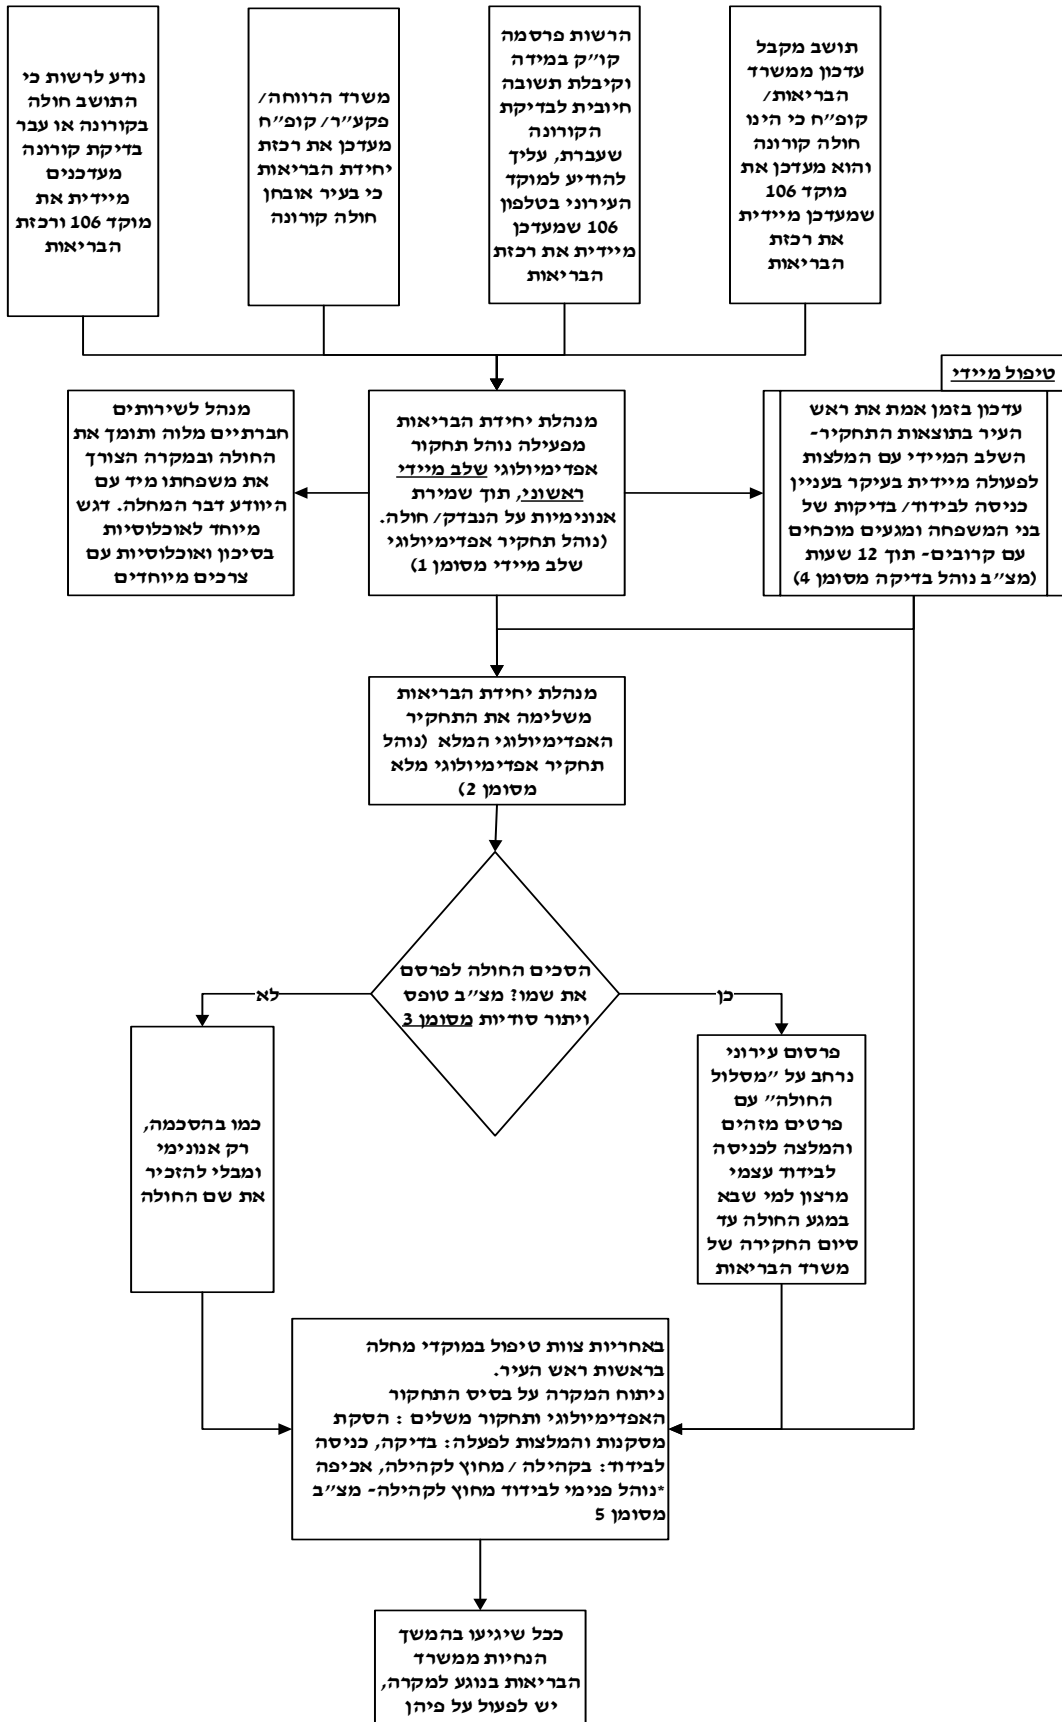 תושב מקבל
עדכון ממשרד
הבריאות/
קופ״ח כי הינו
חולה קורונה
והוא מעדכן את
מוקד 106
שמעדכן מיידית
את רכזת
הבריאות
הרשות פרסמה
קו״ק במידה
וקיבלת תשובה
חיובית לבדיקת
הקורונה
שעברת, עליך
להודיע למוקד
העירוני בטלפון
106 שמעדכן
מיידית את רכזת
הבריאות
משרד הרווחה/
פקע״ר/ קופ״ח
מעדכן את רכזת
יחידת הבריאות
כי בעיר אובחן
חולה קורונה
נודע לרשות כי
התושב חולה
בקורונה או עבר
בדיקת קורונה
מעדכנים
מיידית את
מוקד 106 ורכזת
הבריאות
טיפול מיידי
עדכון בזמן אמת את ראש
העיר בתוצאות התחקיר-
השלב המיידי עם המלצות
לפעולה מיידית בעיקר בעניין
כניסה לבידוד/ בדיקות של
בני המשפחה ומגעים מוכחים
עם קרובים- תוך 12 שעות
(מצ״ב נוהל בדיקה מסומן 4)
מנהלת יחידת הבריאות
מפעילה נוהל תחקור
אפדימיולוגי שלב מיידי
ראשוני, תוך שמירת
אנונימיות על הנבדק/ חולה.
(נוהל תחקיר אפדימיולוגי
שלב מיידי מסומן 1)
מנהל לשירותים
חברתיים מלוה ותומך את
החולה ובמקרה הצורך
את משפחתו מיד עם
היוודע דבר המחלה. דגש
מיוחד לאוכלוסיות
בסיכון ואוכלוסיות עם
צרכים מיוחדים
מנהלת יחידת הבריאות
משלימה את התחקיר
האפדימיולוגי המלא (נוהל
תחקיר אפדימיולוגי מלא
מסומן 2)
הסכים החולה לפרסם
את שמו? מצ״ב טופס
ויתור סודיות מסומן 3
כן
לא
פרסום עירוני
נרחב על ״מסלול
החולה״ עם
פרטים מזהים
והמלצה לכניסה
לבידוד עצמי
מרצון למי שבא
במגע החולה עד
סיום החקירה של
משרד הבריאות
כמו בהסכמה,
רק אנונימי
ומבלי להזכיר
את שם החולה
באחריות צוות טיפול במוקדי מחלה
בראשות ראש העיר.
ניתוח המקרה על בסיס התחקור
האפדימיולוגי ותחקור משלים : הסקת
מסקנות והמלצות לפעלה: בדיקה, כניסה
לבידוד: בקהילה / מחוץ לקהילה, אכיפה
*נוהל פנימי לבידוד מחוץ לקהילה- מצ״ב
מסומן 5
ככל שיגיעו בהמשך
הנחיות ממשרד
הבריאות בנוגע למקרה,
יש לפעול על פיהן